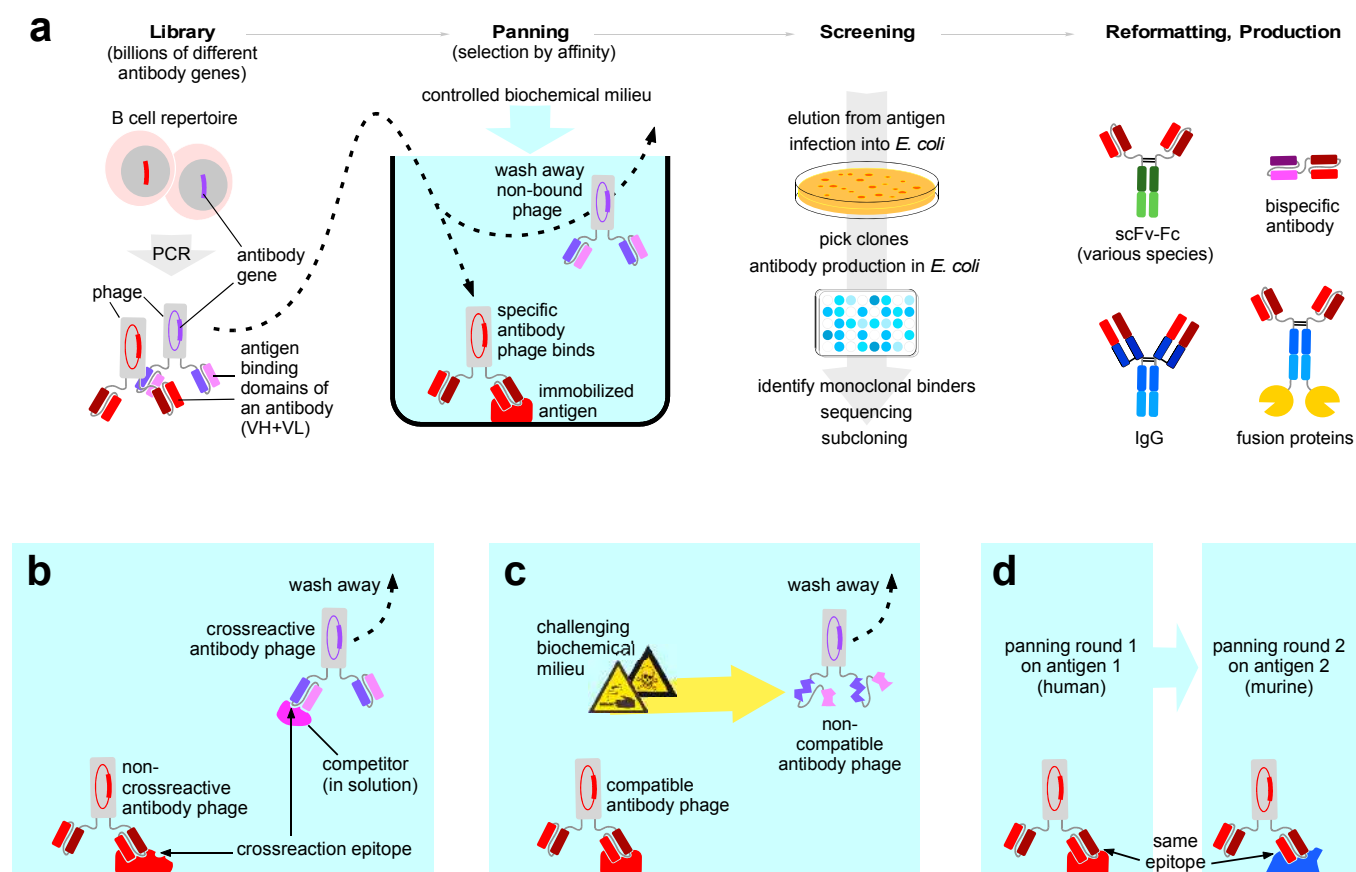 a
Library
(billions of different
antibody genes)
B cell repertoire
PCR
antibody
gene
phage
antigen
binding
domains of
an antibody
(VH+VL)
Panning
(selection by affinity)
controlled biochemical milieu
wash away
non-bound
phage
specific
antibody
phage binds
immobilized
antigen
Screening
elution from antigen
infection into E. coli
pick clones
antibody production in E. coli
identify monoclonal binders
sequencing
subcloning
Reformatting, Production
scFv-Fc
(various species)
bispecific
antibody
IgG
fusion proteins
b
wash away
crossreactive
antibody phage
competitor
(in solution)
non-
crossreactive
antibody phage
crossreaction epitope
c
wash away
challenging
biochemical
milieu
non-
compatible
antibody phage
compatible
antibody phage
d
panning round 1
on antigen 1
(human)
panning round 2
on antigen 2
(murine)
same
epitope